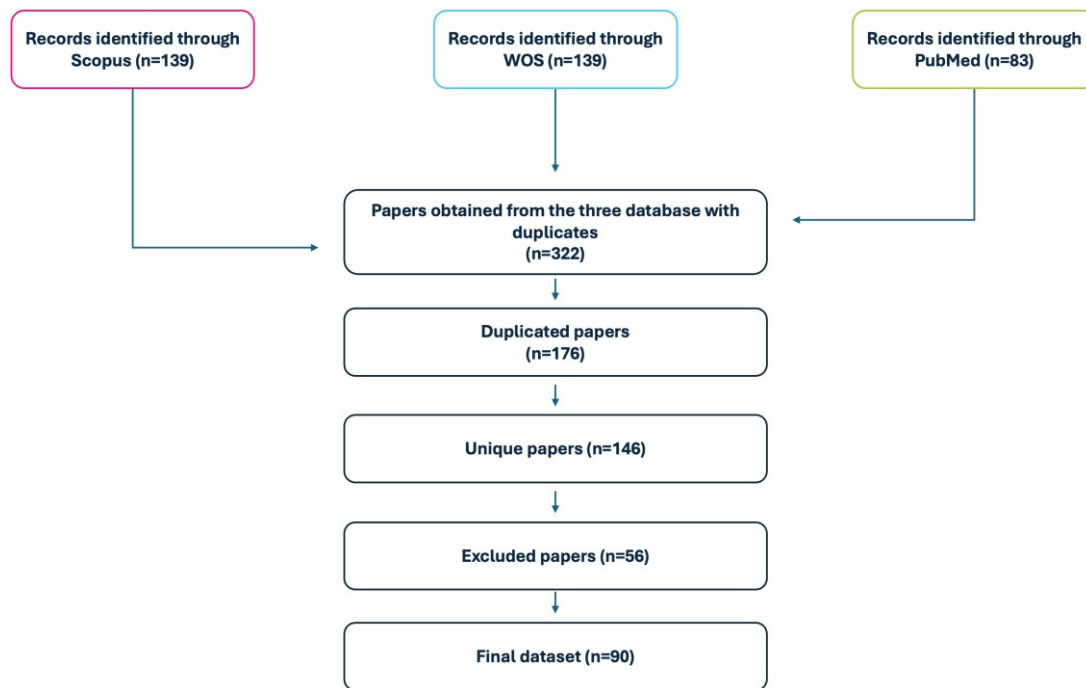 Records identified through
Scopus (n=139)
Records identified through
WOS (n=139)
Records identified through
PubMed (n=83)
Papers obtained from the three database with
duplicates
(n=322)
Duplicated papers
(n=176)
Unique papers (n=146)
Excluded papers (n=56)
Final dataset (n=90)